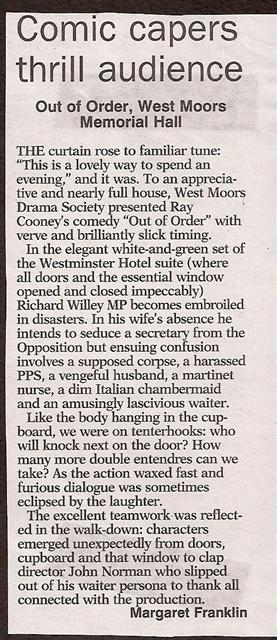 Comic capers
thrill audience
Out of Order, West Moors
Memorial Hall
THE curtain rose to familiar tune:
“This is a lovely way to spend an
evening,” and it was. To an apprecia-
tive and nearly full house, West Moors
Drama Society presented Ray
Cooney's comedy “Out of Order” with
verve and brilliantly slick timing.
In the elegant white-and-green set of
the Westminster Hotel suite (where
all doors and the essential window
opened and closed impeccably)
Richard Willey MP becomes embroiled
in disasters. In his wife's absence he
intends to seduce a secretary from the
Opposition but ensuing confusion
involves a supposed corpse, a harassed
PPS, a vengeful husband, a martinet
nurse, a dim Italian chambermaid
and an amusingly lascivious waiter.
Like the body hanging in the cup-
board, we were on tenterhooks: who
will knock next on the door? How
many more double entendres can we
take? As the action waxed fast and
furious dialogue was sometimes
eclipsed by the laughter.
The excellent teamwork was reflect-
ed in the walk-down: characters
emerged unexpectedly from doors,
cupboard and that window to clap
director John Norman who slipped
out of his waiter persona to thank all
connected with the production.
Margaret Franklin